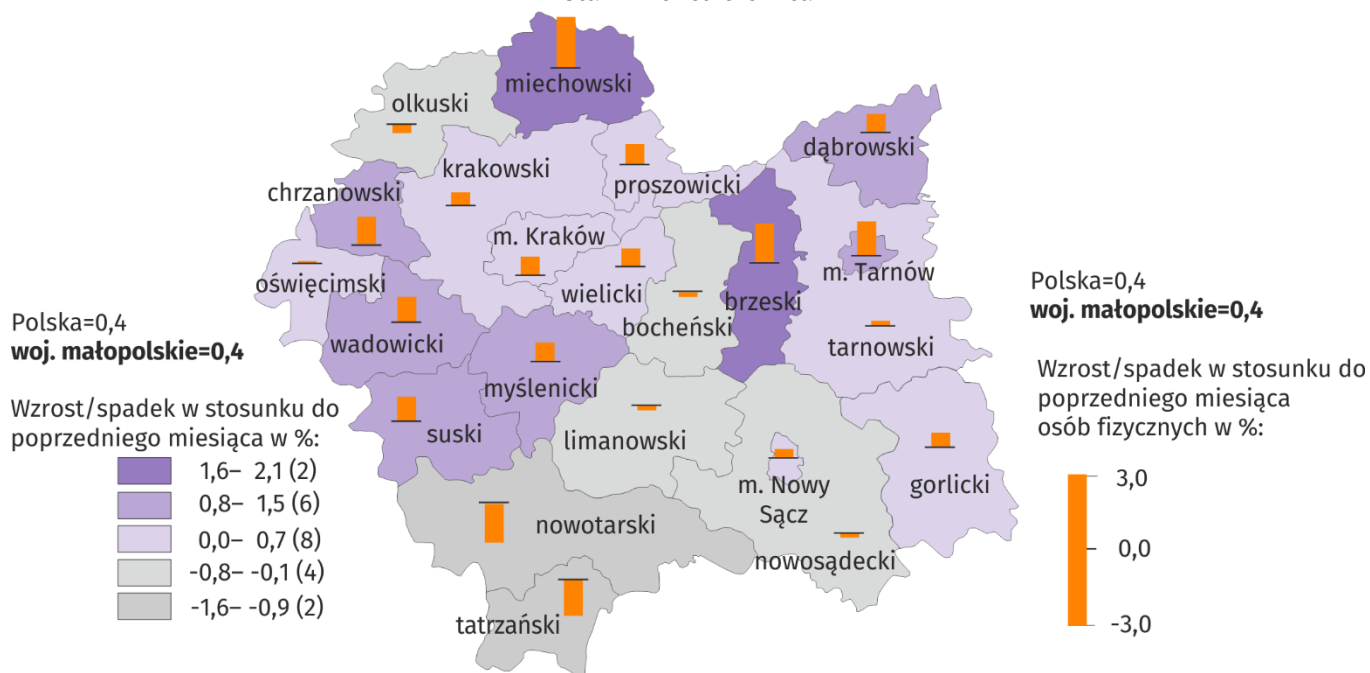 miechowski
olkuski
dąbrowski
krakowski
proszowicki
chrzanowski
m. Kraków
m. Tarnów
oświęcimski
wielicki
brzeski
bocheński
wadowicki
tarnowski
myślenicki
suski
limanowski
m. Nowy
Sącz
gorlicki
nowotarski
nowosądecki
tatrzański
Polska=0,4
woj. małopolskie=0,4
Wzrost/spadek w stosunku do
poprzedniego miesiąca w %:
1,6– 2,1 (2)
0,8– 1,5 (6)
0,0– 0,7 (8)
-0,8– -0,1 (4)
-1,6– -0,9 (2)
Polska=0,4
woj. małopolskie=0,4
Wzrost/spadek w stosunku do
poprzedniego miesiąca
osób fizycznych w %:
3,0
0,0
-3,0